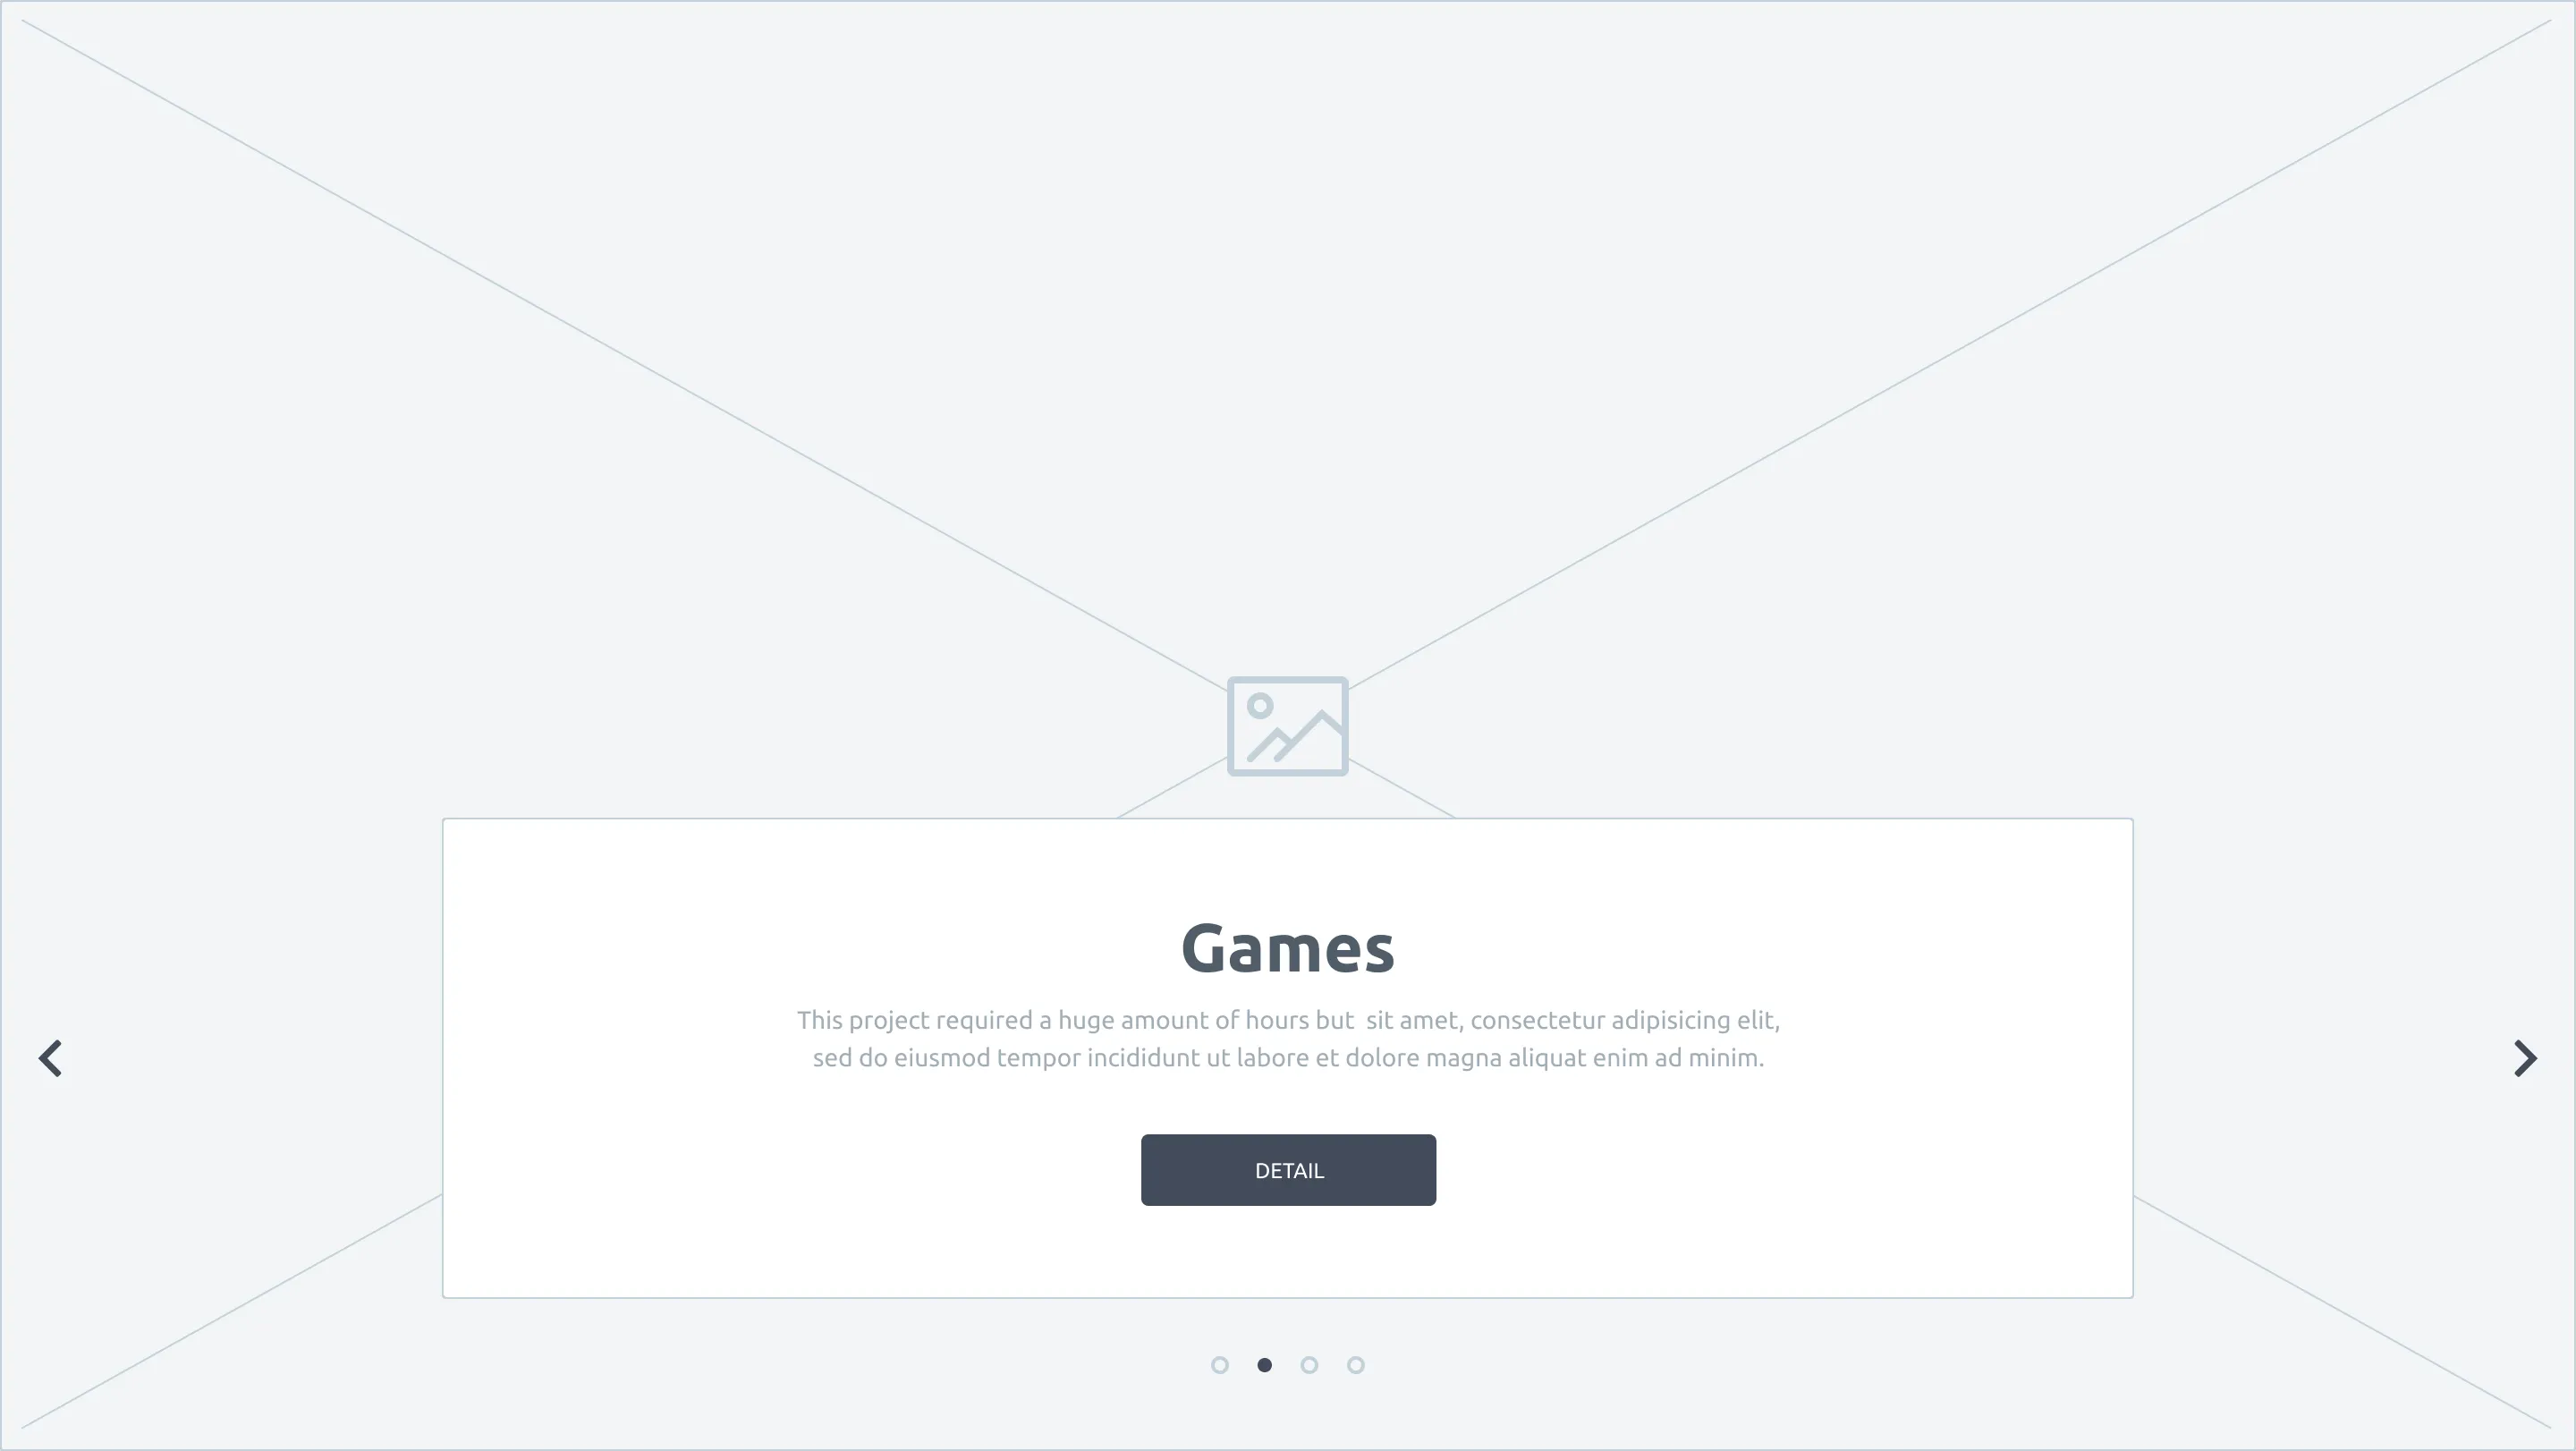 Games
This project required a huge amount of hours but  sit amet, consectetur adipisicing elit,
sed do eiusmod tempor incididunt ut labore et dolore magna aliquat enim ad minim.
DETAIL